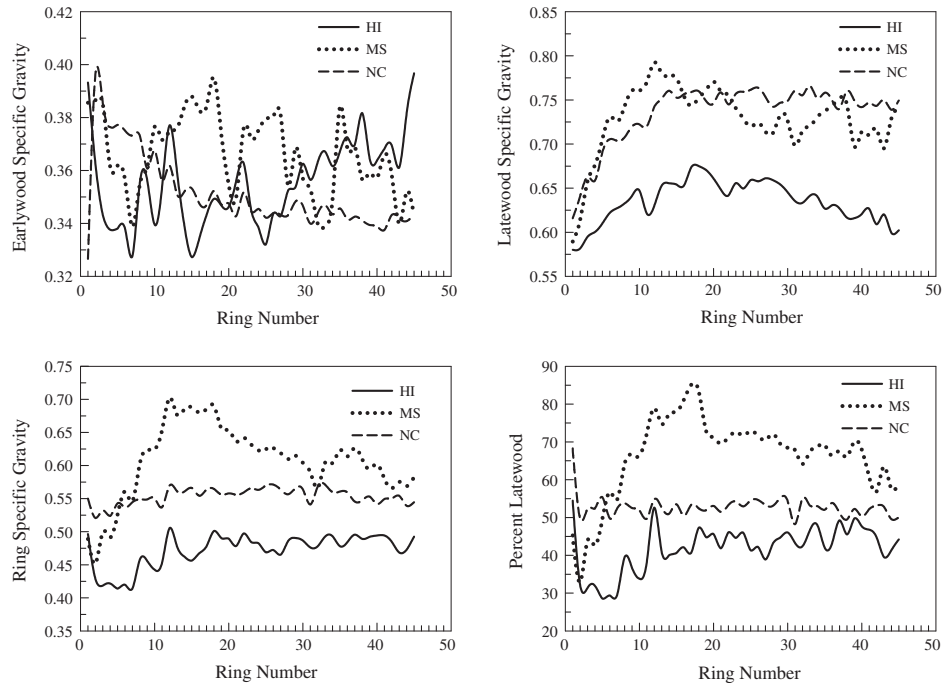 0.42
0.40
0.38
0.36
0.34
0.32
Earlywood Specific Gravity
HI
MS
NC
0 10 20 30 40 50
Ring Number
0.85
0.80
0.75
0.70
0.65
0.60
0.55
Latewood Specific Gravity
HI
MS
NC
0 10 20 30 40 50
Ring Number
0.75
0.70
0.65
0.60
0.55
0.50
0.45
0.40
0.35
Ring Specific Gravity
HI
MS
NC
0 10 20 30 40 50
Ring Number
90
80
70
60
50
40
30
20
Percent Latewood
HI
MS
NC
0 10 20 30 40 50
Ring Number